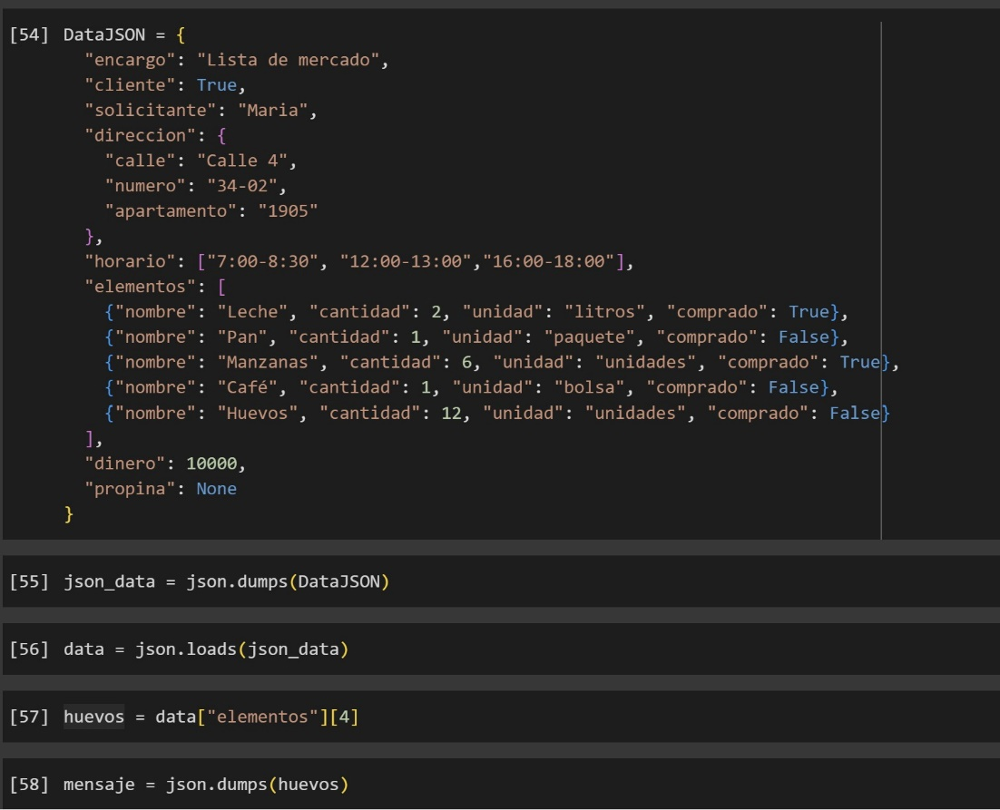 [54] DataJSON = {
"encargo": "Lista de mercado",
"cliente": True,
"solicitante": "Maria",
"direccion": {
"calle": "Calle 4",
"numero": "34-02",
"apartamento": "1905"
},
"horario": ["7:00-8:30", "12:00-13:00","16:00-18:00"],
"elementos": [
{"nombre": "Leche", "cantidad": 2, "unidad": "litros", "comprado": True},
{"nombre": "Pan", "cantidad": 1, "unidad": "paquete", "comprado": False},
{"nombre": "Manzanas", "cantidad": 6, "unidad": "unidades", "comprado": True},
{"nombre": "Café", "cantidad": 1, "unidad": "bolsa", "comprado": False},
{"nombre": "Huevos", "cantidad": 12, "unidad": "unidades", "comprado": False}
],
"dinero": 10000,
"propina": None
}
[55] json_data = json.dumps(DataJSON)
[56] data = json.loads(json_data)
[57] huevos = data["elementos"][4]
[58] mensaje = json.dumps(huevos)